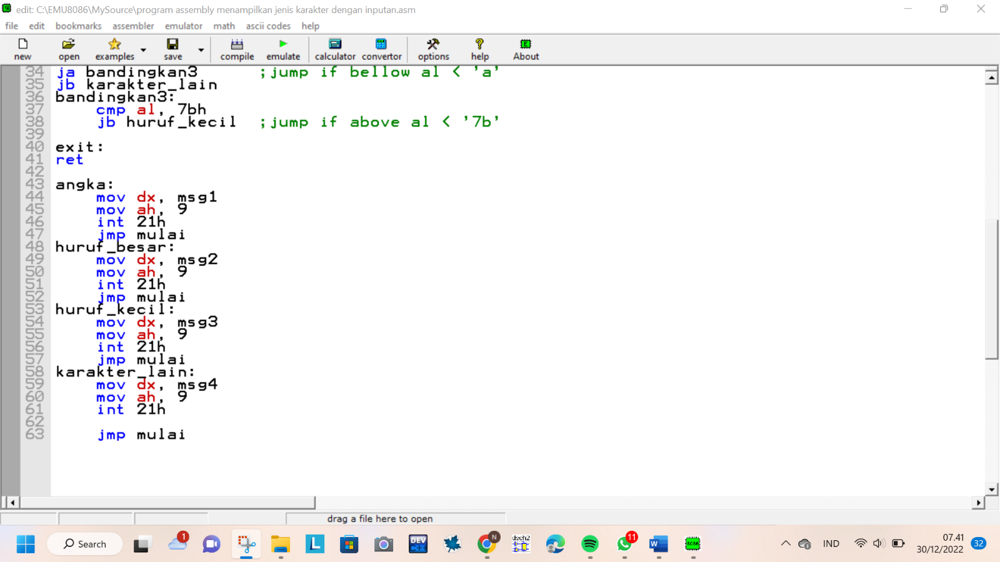 edit: C:\EMU8086\MySource\program assembly menampilkan jenis karakter dengan inputan.asm
file edit bookmarks assembler emulator math ascii codes help
new open examples save compile emulate calculator convertor options help About
34 ja bandingkan3 ;jump if bellow al < 'a'
35 jb karakter_lain
36 bandingkan3:
37 cmp al, 7bh
38 jb huruf_kecil ;jump if above al < '7b'
39
40 exit:
41 ret
42
43 angka:
44 mov dx, msg1
45 mov ah, 9
46 int 21h
47 jmp mulai
48 huruf_besar:
49 mov dx, msg2
50 mov ah, 9
51 int 21h
52 jmp mulai
53 huruf_kecil:
54 mov dx, msg3
55 mov ah, 9
56 int 21h
57 jmp mulai
58 karakter_lain:
59 mov dx, msg4
60 mov ah, 9
61 int 21h
62
63 jmp mulai
drag a file here to open
Search
1
L
DEV C++
N
dsch2
11
W
8086
IND
07.41
30/12/2022
32